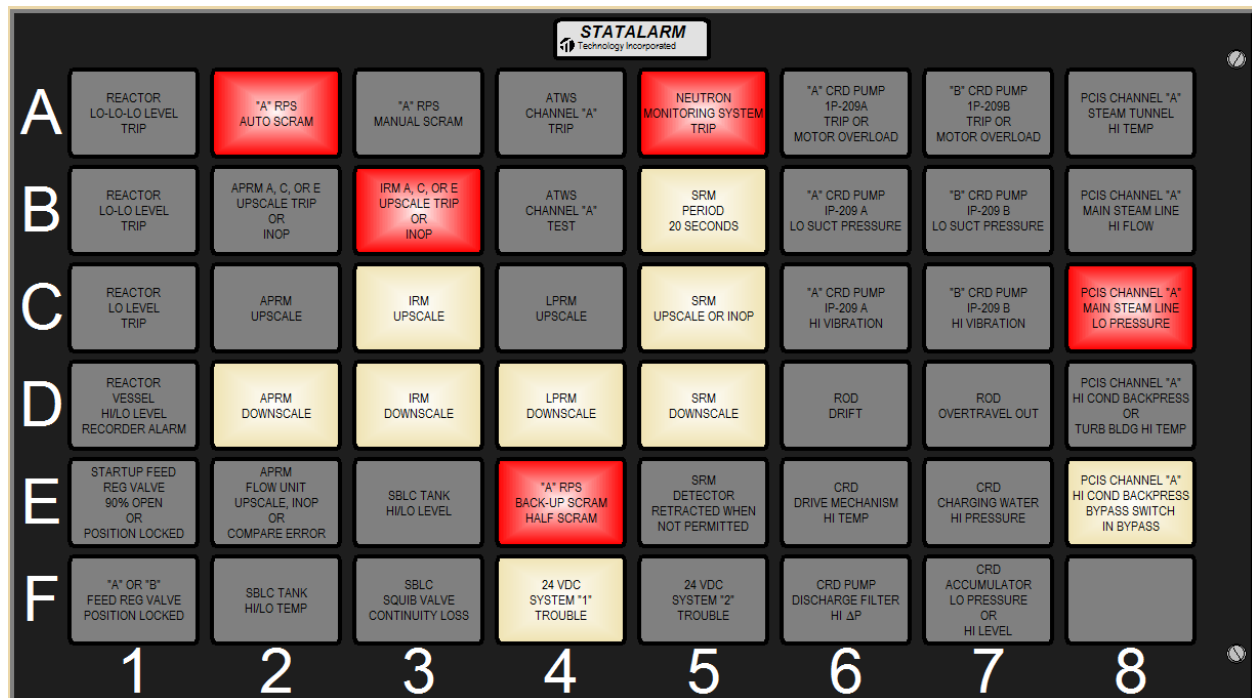 STATALARM
Technology Incorporated
A
REACTOR
LO-LO-LO LEVEL
TRIP
"A" RPS
AUTO SCRAM
"A" RPS
MANUAL SCRAM
ATWS
CHANNEL "A"
TRIP
NEUTRON
MONITORING SYSTEM
TRIP
"A" CRD PUMP
1P-209A
TRIP OR
MOTOR OVERLOAD
"B" CRD PUMP
1P-209B
TRIP OR
MOTOR OVERLOAD
PCIS CHANNEL "A"
STEAM TUNNEL
HI TEMP
B
REACTOR
LO-LO LEVEL
TRIP
APRM A, C, OR E
UPSCALE TRIP
OR
INOP
IRM A, C, OR E
UPSCALE TRIP
OR
INOP
ATWS
CHANNEL "A"
TEST
SRM
PERIOD
20 SECONDS
"A" CRD PUMP
IP-209 A
LO SUCT PRESSURE
"B" CRD PUMP
IP-209 B
LO SUCT PRESSURE
PCIS CHANNEL "A"
MAIN STEAM LINE
HI FLOW
C
REACTOR
LO LEVEL
TRIP
APRM
UPSCALE
IRM
UPSCALE
LPRM
UPSCALE
SRM
UPSCALE OR INOP
"A" CRD PUMP
IP-209 A
HI VIBRATION
"B" CRD PUMP
IP-209 B
HI VIBRATION
PCIS CHANNEL "A"
MAIN STEAM LINE
LO PRESSURE
D
REACTOR
VESSEL
HI/LO LEVEL
RECORDER ALARM
APRM
DOWNSCALE
IRM
DOWNSCALE
LPRM
DOWNSCALE
SRM
DOWNSCALE
ROD
DRIFT
ROD
OVERTRAVEL OUT
PCIS CHANNEL "A"
HI COND BACKPRESS
OR
TURB BLDG HI TEMP
E
STARTUP FEED
REG VALVE
90% OPEN
OR
POSITION LOCKED
APRM
FLOW UNIT
UPSCALE, INOP
OR
COMPARE ERROR
SBLC TANK
HI/LO LEVEL
"A" RPS
BACK-UP SCRAM
HALF SCRAM
SRM
DETECTOR
RETRACTED WHEN
NOT PERMITTED
CRD
DRIVE MECHANISM
HI TEMP
CRD
CHARGING WATER
HI PRESSURE
PCIS CHANNEL "A"
HI COND BACKPRESS
BYPASS SWITCH
IN BYPASS
F
"A" OR "B"
FEED REG VALVE
POSITION LOCKED
SBLC TANK
HI/LO TEMP
SBLC
SQUIB VALVE
CONTINUITY LOSS
24 VDC
SYSTEM "1"
TROUBLE
24 VDC
SYSTEM "2"
TROUBLE
CRD PUMP
DISCHARGE FILTER
HI ΔP
CRD
ACCUMULATOR
LO PRESSURE
OR
HI LEVEL
1 2 3 4 5 6 7 8